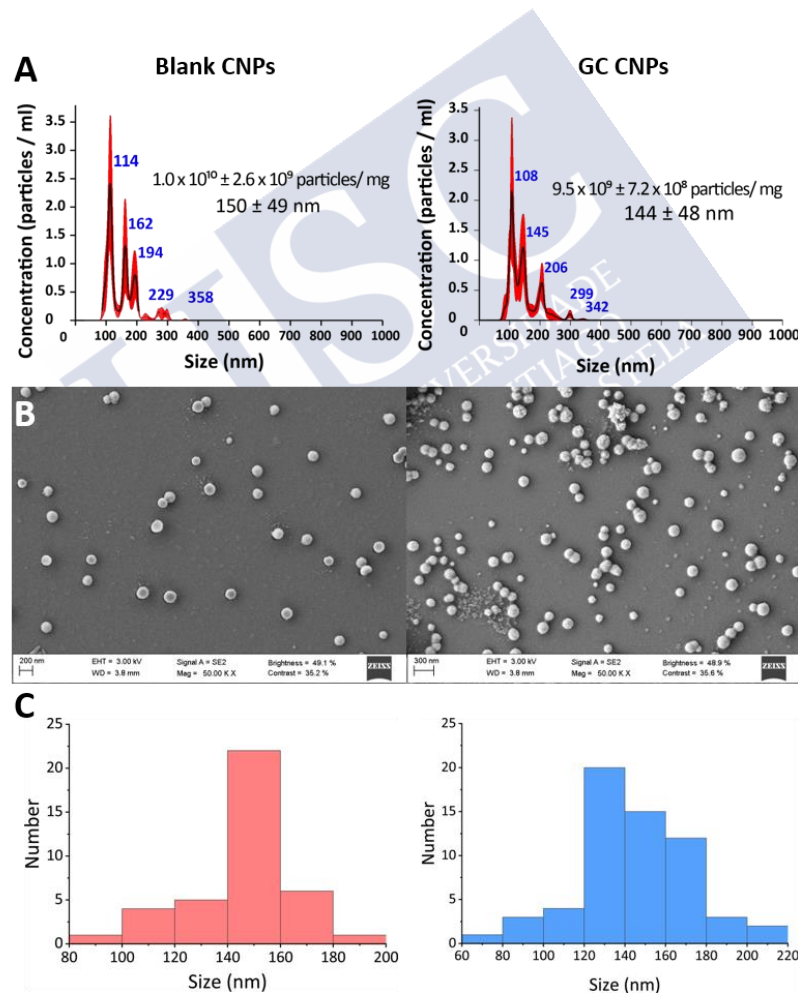 USC
UNIVERSIDADE
A
Blank CNPs
GC CNPs
Concentration (particles / ml)
3.5
3.0
2.5
2.0
1.5
1.0
0.5
0
114
162
194
229
358
1.0 x 10¹⁰ ± 2.6 x 10⁹ particles/ mg
150 ± 49 nm
0 100 200 300 400 500 600 700 800 900 1000
Size (nm)
Concentration (particles / ml)
3.5
3.0
2.5
2.0
1.5
1.0
0.5
0
108
145
206
299
342
9.5 x 10⁹ ± 7.2 x 10⁸ particles/ mg
144 ± 48 nm
0 100 200 300 400 500 600 700 800 900 1000
Size (nm)
B
200 nm
EHT = 3.00 kV
WD = 3.8 mm
Signal A = SE2
Mag = 50.00 K X
Brightness = 49.1 %
Contrast = 35.2 %
ZEISS
300 nm
EHT = 3.00 kV
WD = 3.8 mm
Signal A = SE2
Mag = 50.00 K X
Brightness = 48.9 %
Contrast = 35.6 %
ZEISS
C
Number
25
20
15
10
5
0
80 100 120 140 160 180 200
Size (nm)
Number
25
20
15
10
5
0
60 80 100 120 140 160 180 200 220
Size (nm)